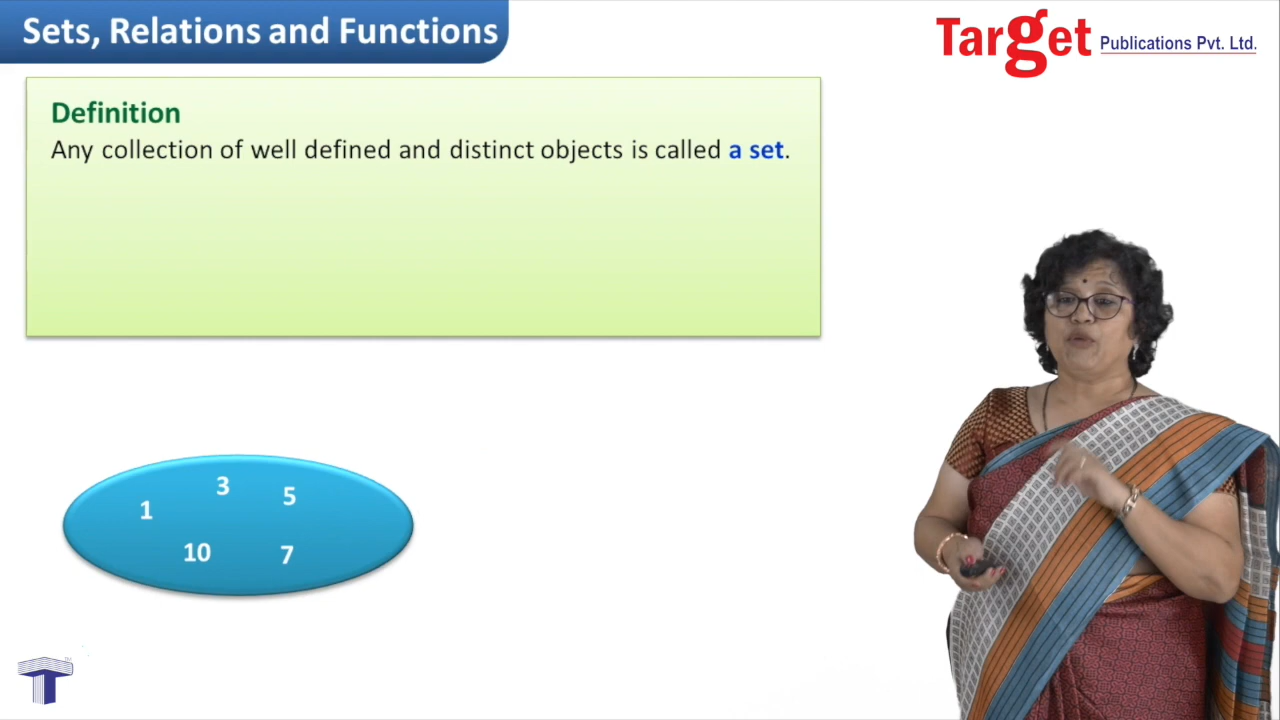 Sets, Relations and Functions
Target Publications Pvt. Ltd.
Definition
Any collection of well defined and distinct objects is called a set.
3
5
1
10
7
TM